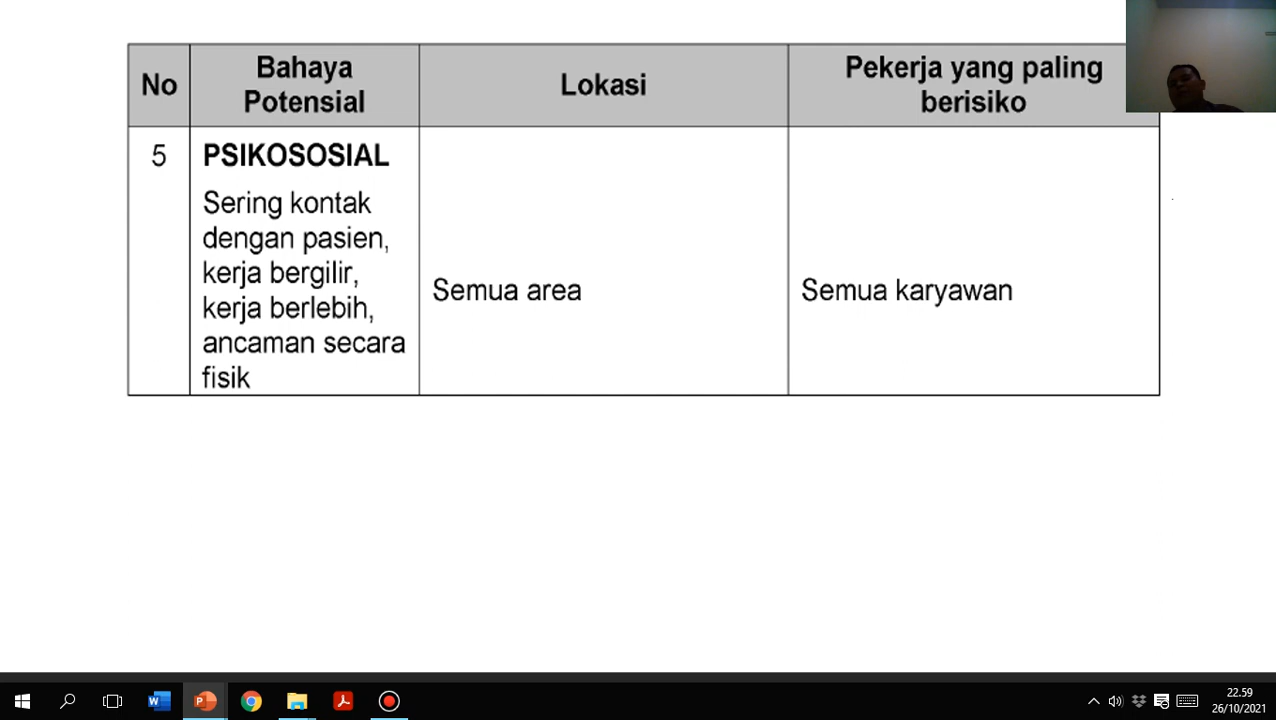 No
Bahaya
Potensial
Lokasi
Pekerja yang paling
berisiko
5
PSIKOSOSIAL
Sering kontak
dengan pasien,
kerja bergilir,
kerja berlebih,
ancaman secara
fisik
Semua area
Semua karyawan
22.59
26/10/2021